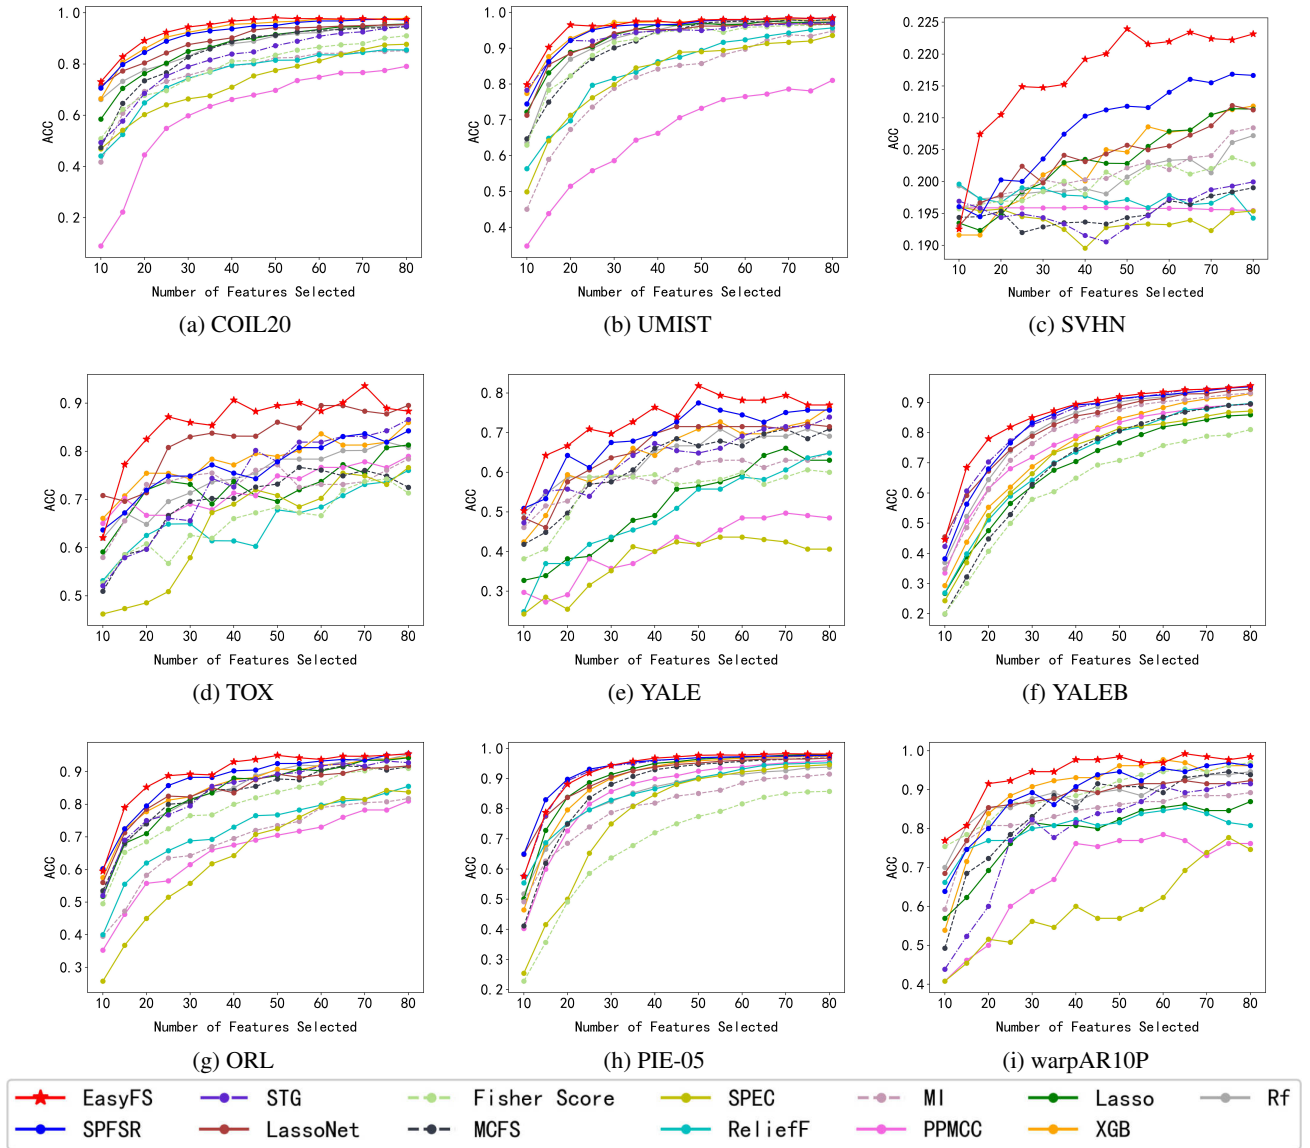 1.0
0.8
0.6
0.4
0.2
ACC
10 20 30 40 50 60 70 80
Number of Features Selected
(a) COIL20
1.0
0.9
0.8
0.7
0.6
0.5
0.4
ACC
10 20 30 40 50 60 70 80
Number of Features Selected
(b) UMIST
0.225
0.220
0.215
0.210
0.205
0.200
0.195
0.190
ACC
10 20 30 40 50 60 70 80
Number of Features Selected
(c) SVHN
0.9
0.8
0.7
0.6
0.5
ACC
10 20 30 40 50 60 70 80
Number of Features Selected
(d) TOX
0.8
0.7
0.6
0.5
0.4
0.3
ACC
10 20 30 40 50 60 70 80
Number of Features Selected
(e) YALE
0.9
0.8
0.7
0.6
0.5
0.4
0.3
0.2
ACC
10 20 30 40 50 60 70 80
Number of Features Selected
(f) YALEB
0.9
0.8
0.7
0.6
0.5
0.4
0.3
ACC
10 20 30 40 50 60 70 80
Number of Features Selected
(g) ORL
1.0
0.9
0.8
0.7
0.6
0.5
0.4
0.3
0.2
ACC
10 20 30 40 50 60 70 80
Number of Features Selected
(h) PIE-05
1.0
0.9
0.8
0.7
0.6
0.5
0.4
ACC
10 20 30 40 50 60 70 80
Number of Features Selected
(i) warpAR10P
EasyFS STG Fisher Score SPEC MI Lasso Rf
SPFSR LassoNet MCFS ReliefF PPMCC XGB